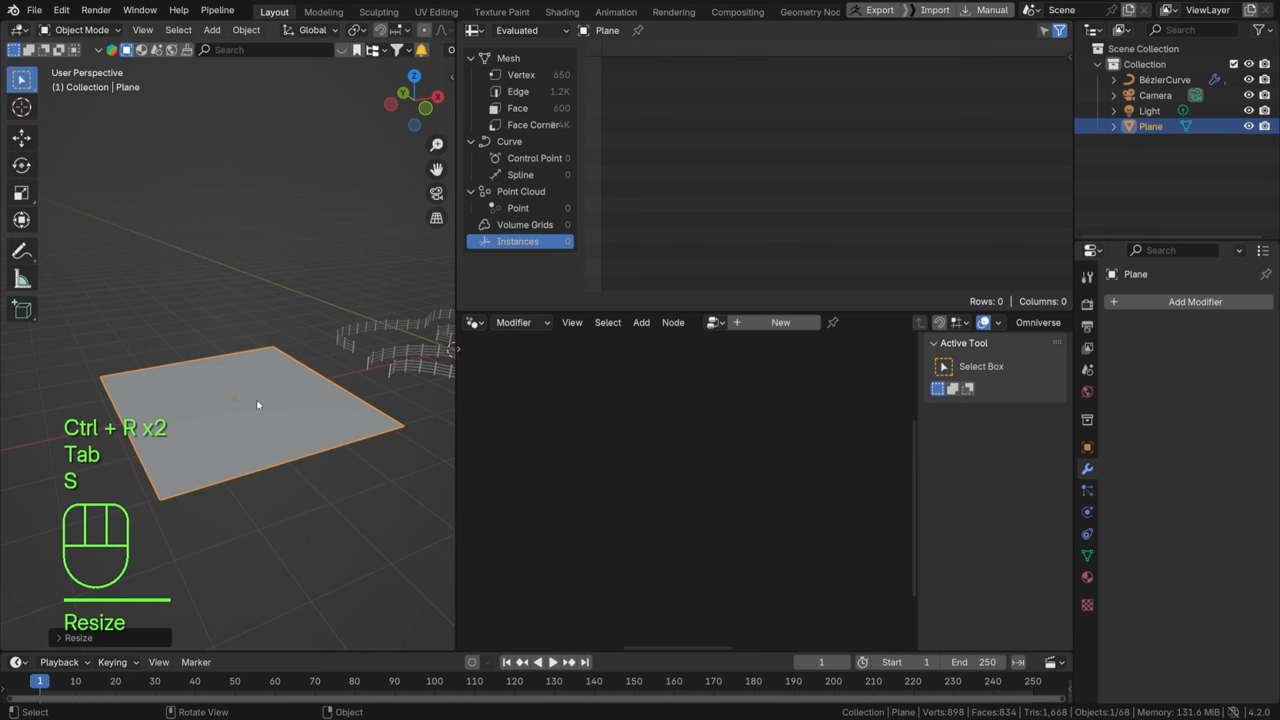 File Edit Render Window Help Pipeline Layout Modeling Sculpting UV Editing Texture Paint Shading Animation Rendering Compositing Geometry Noc Export Import Manual Scene ViewLayer
Object Mode View Select Add Object Global Evaluated Plane Search
Search
User Perspective
(1) Collection | Plane
Z
Y
X
Mesh
Vertex 650
Edge 1.2K
Face 600
Face Corner
Curve
Control Point 0
Spline 0
Point Cloud
Point 0
Volume Grids 0
Instances 0
Rows: 0 | Columns: 0
Scene Collection
Collection
BézierCurve
Camera
Light
Plane
Search
Plane
+ Add Modifier
Modifier View Select Add Node + New Omniverse
Active Tool
Select Box
Ctrl + R x2
Tab
S
Resize
Resize
Playback Keying View Marker 1 Start 1 End 250
1 10 20 30 40 50 60 70 80 90 100 110 120 130 140 150 160 170 180 190 200 210 220 230 240 250
Select Rotate View Object Collection | Plane | Verts:898 | Faces:834 | Tris:1,668 | Objects:1/68 | Memory: 131.6 MiB | 4.2.0